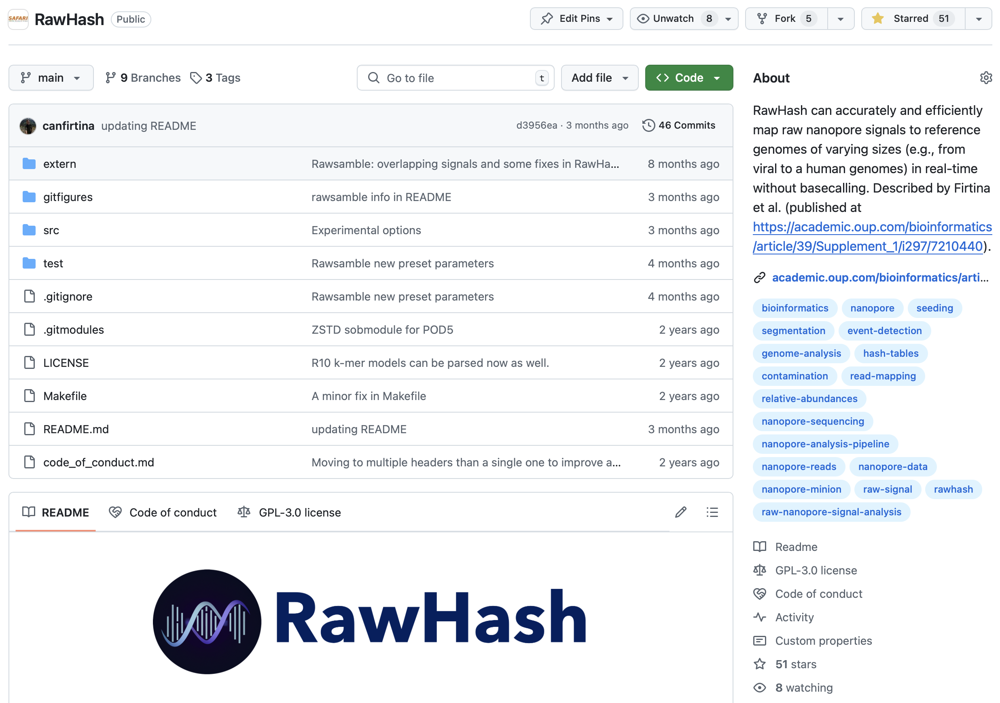 SAFARI RawHash Public Edit Pins Unwatch 8 Fork 5 Starred 51
main 9 Branches 3 Tags Go to file t Add file Code
canfirtina updating README d3956ea · 3 months ago 46 Commits
extern Rawsamble: overlapping signals and some fixes in RawHa... 8 months ago
gitfigures rawsamble info in README 3 months ago
src Experimental options 3 months ago
test Rawsamble new preset parameters 4 months ago
.gitignore Rawsamble new preset parameters 4 months ago
.gitmodules ZSTD sobmodule for POD5 2 years ago
LICENSE R10 k-mer models can be parsed now as well. 2 years ago
Makefile A minor fix in Makefile 2 years ago
README.md updating README 3 months ago
code_of_conduct.md Moving to multiple headers than a single one to improve a... 2 years ago
README Code of conduct GPL-3.0 license
RawHash
About
RawHash can accurately and efficiently
map raw nanopore signals to reference
genomes of varying sizes (e.g., from
viral to a human genomes) in real-time
without basecalling. Described by Firtina
et al. (published at
https://academic.oup.com/bioinformatics
/article/39/Supplement_1/i297/7210440).
academic.oup.com/bioinformatics/arti...
bioinformatics nanopore seeding
segmentation event-detection
genome-analysis hash-tables
contamination read-mapping
relative-abundances
nanopore-sequencing
nanopore-analysis-pipeline
nanopore-reads nanopore-data
nanopore-minion raw-signal rawhash
raw-nanopore-signal-analysis
Readme
GPL-3.0 license
Code of conduct
Activity
Custom properties
51 stars
8 watching